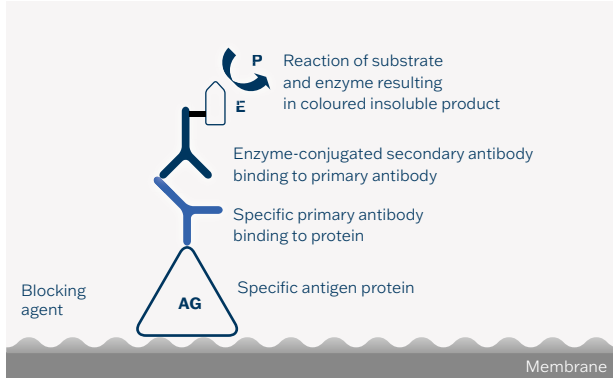 P
Reaction of substrate
and enzyme resulting
in coloured insoluble product
E
Enzyme-conjugated secondary antibody
binding to primary antibody
Specific primary antibody
binding to protein
Specific antigen protein
AG
Blocking
agent
Membrane